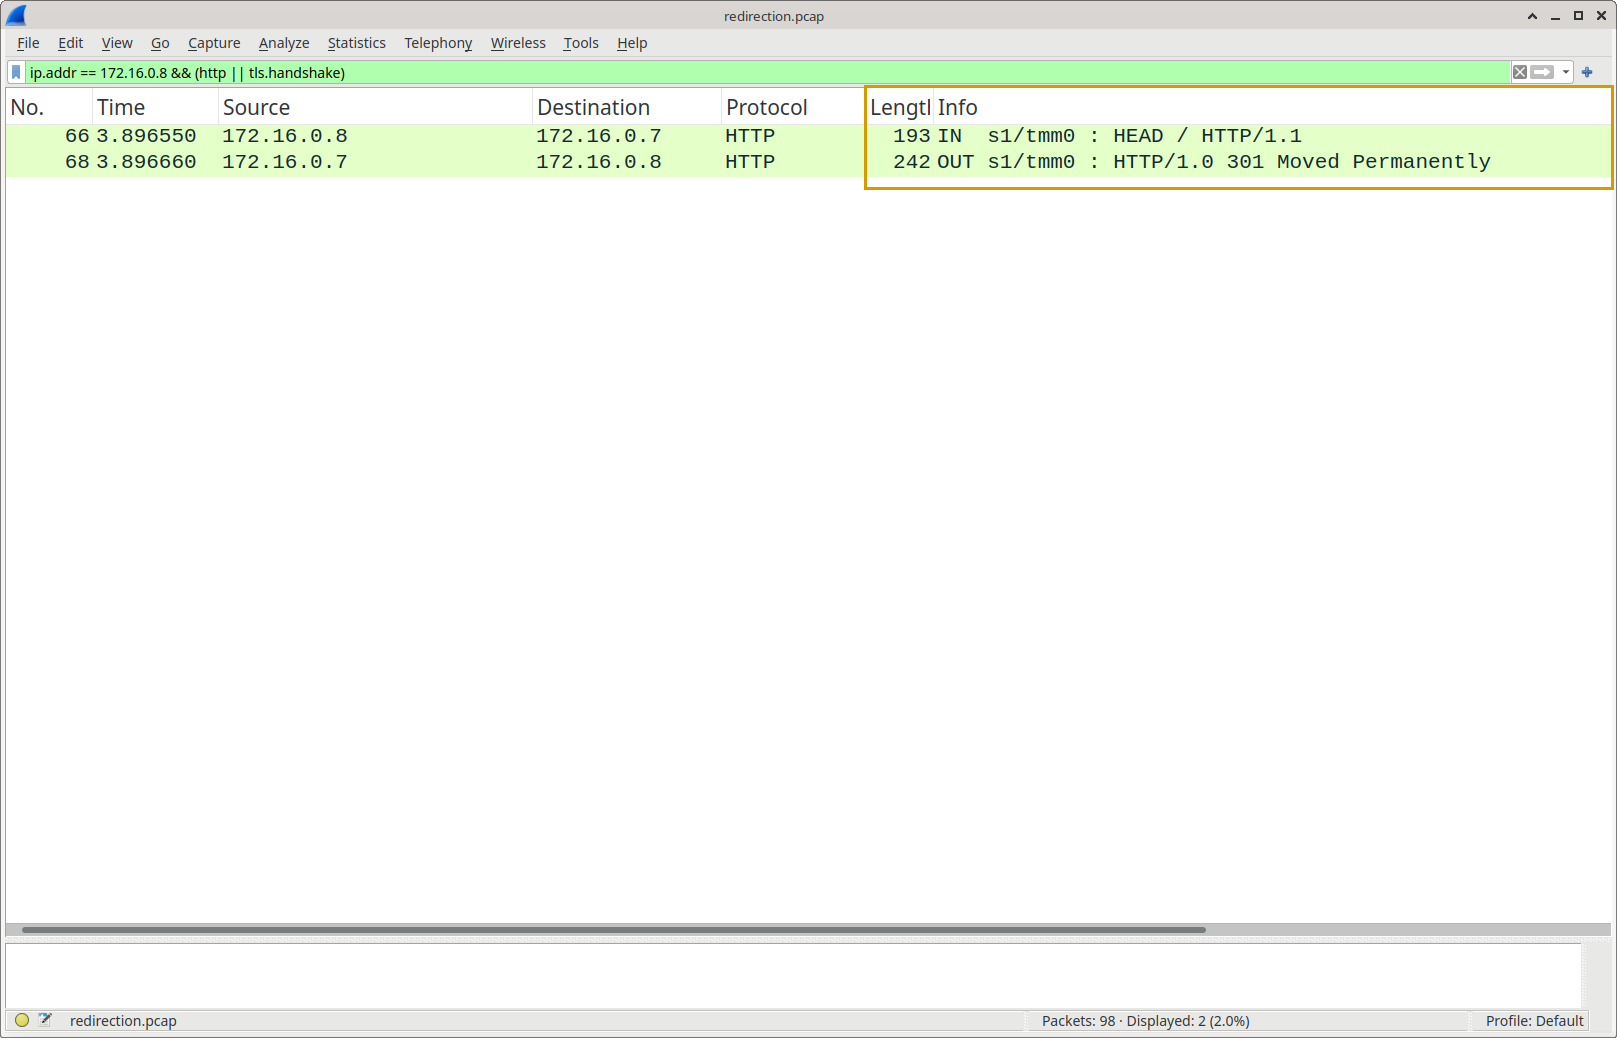 redirection.pcap
File Edit View Go Capture Analyze Statistics Telephony Wireless Tools Help
ip.addr == 172.16.0.8 && (http || tls.handshake)
No. Time Source Destination Protocol Lengtl Info
66 3.896550 172.16.0.8 172.16.0.7 HTTP 193 IN s1/tmm0 : HEAD / HTTP/1.1
68 3.896660 172.16.0.7 172.16.0.8 HTTP 242 OUT s1/tmm0 : HTTP/1.0 301 Moved Permanently
redirection.pcap Packets: 98 · Displayed: 2 (2.0%) Profile: Default